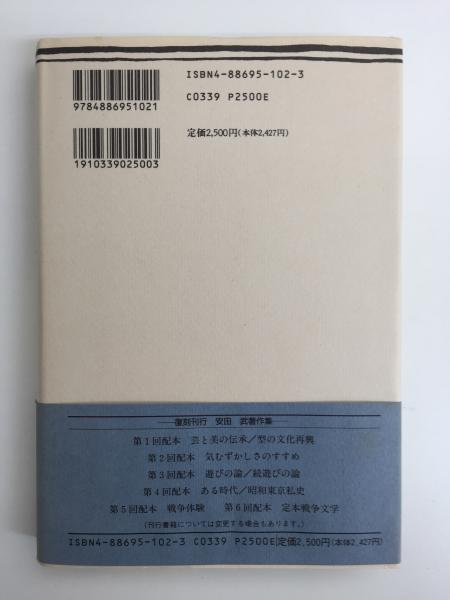 ISBN4-88695-102-3
9784886951021
C0339 P2500E
定価2,500円(本体2,427円)
1910339025003
復刻刊行 安田 武著作集
第1回配本 芸と美の伝承／型の文化再興
第2回配本 気むずかしさのすすめ
第3回配本 遊びの論／続遊びの論
第4回配本 ある時代／昭和東京私史
第5回配本 戦争体験 第6回配本 定本戦争文学
(刊行書籍については変更する場合もあります。)
ISBN4-88695-102-3 C0339 P2500E 定価2,500円(本体2,427円)